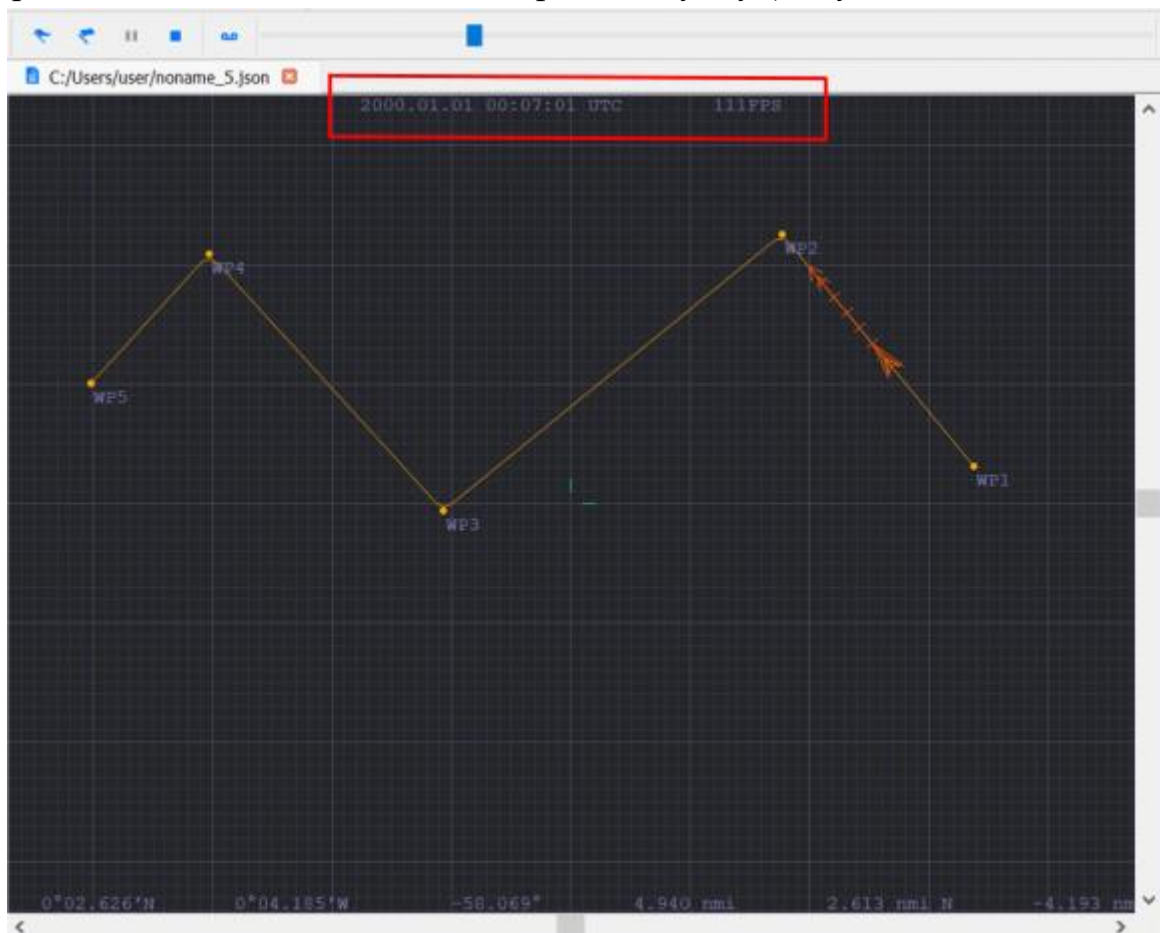 C:/Users/user/noname_5.json
2000.01.01 00:07:01 UTC 111FPS
WP2
WP4
WP5
WP1
WP3
0°02.626'N 0°04.185'W -58.069° 4.940 nmi 2.613 nmi N -4.193 nm